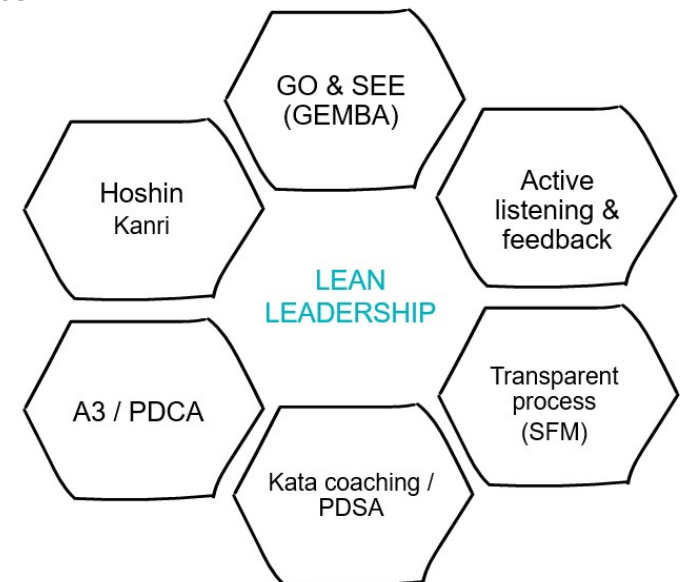 GO & SEE
(GEMBA)
Hoshin
Kanri
Active
listening &
feedback
LEAN
LEADERSHIP
A3 / PDCA
Transparent
process
(SFM)
Kata coaching /
PDSA